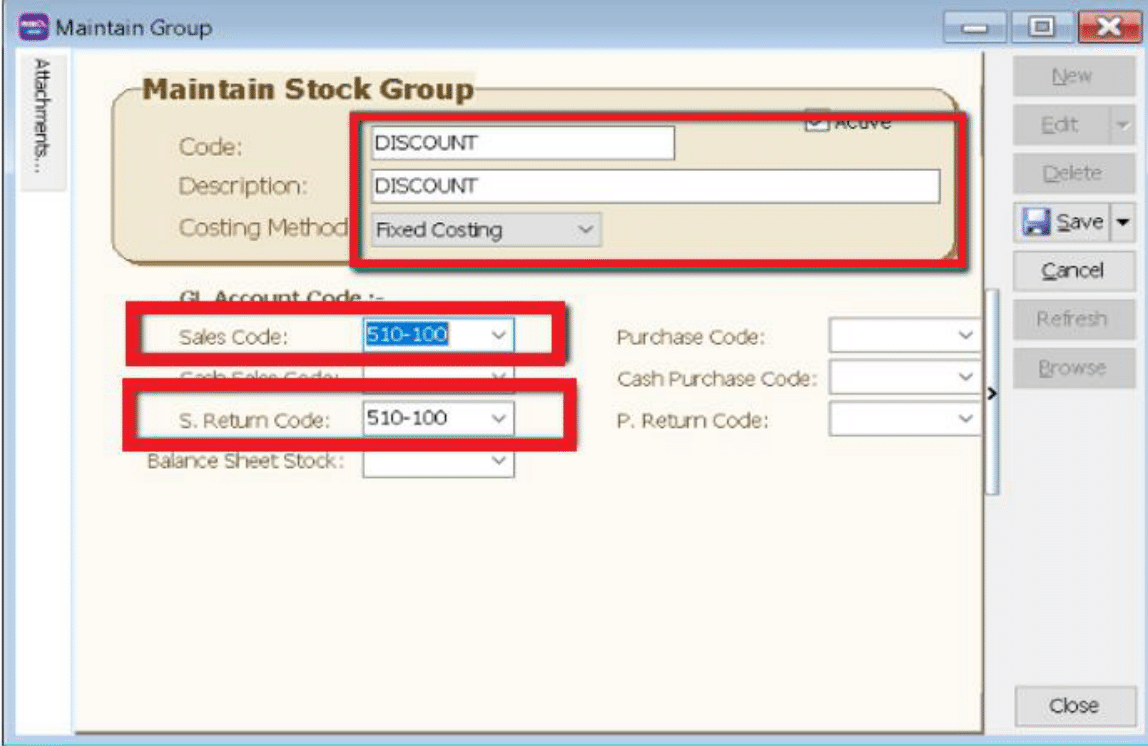 Maintain Group
Attachments...
Maintain Stock Group
Active
Code: DISCOUNT
Description: DISCOUNT
Costing Method Fixed Costing
GL Account Code :-
Sales Code: 510-100 Purchase Code:
Cash Sales Code: Cash Purchase Code:
S. Return Code: 510-100 P. Return Code:
Balance Sheet Stock:
New
Edit
Delete
Save
Cancel
Refresh
Browse
Close